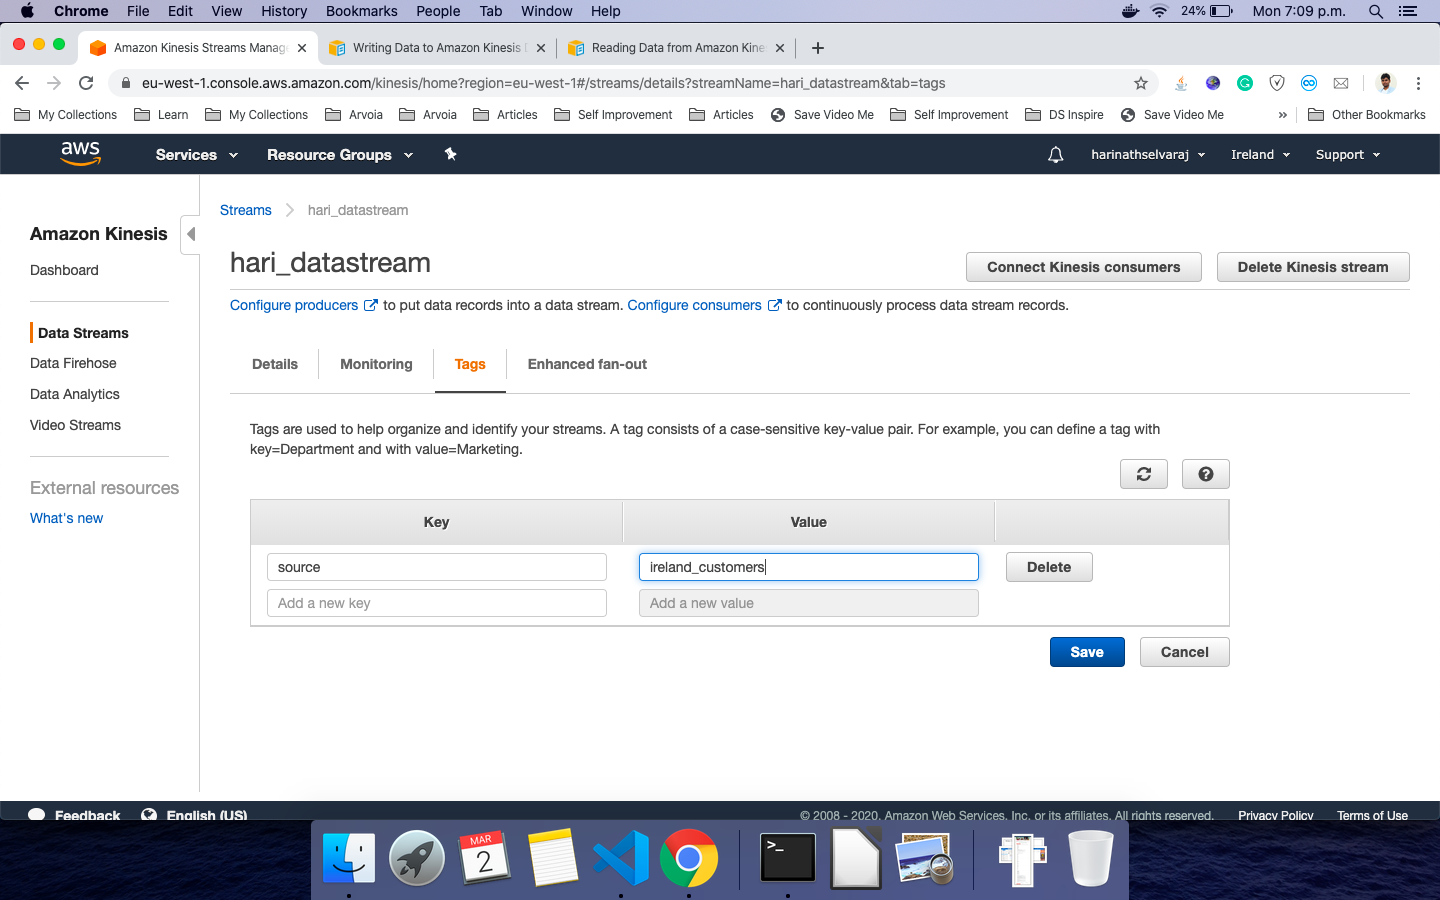 Chrome File Edit View History Bookmarks People Tab Window Help 24% Mon 7:09 p.m.
Amazon Kinesis Streams Manage Writing Data to Amazon Kinesis Reading Data from Amazon Kine
eu-west-1.console.aws.amazon.com/kinesis/home?region=eu-west-1#/streams/details?streamName=hari_datastream&tab=tags
My Collections Learn My Collections Arvoia Arvoia Articles Self Improvement Articles Save Video Me Self Improvement DS Inspire Save Video Me » Other Bookmarks
aws Services Resource Groups harinathselvaraj Ireland Support
Streams hari_datastream
Amazon Kinesis
Dashboard
Data Streams
Data Firehose
Data Analytics
Video Streams
External resources
What's new
hari_datastream
Connect Kinesis consumers Delete Kinesis stream
Configure producers to put data records into a data stream. Configure consumers to continuously process data stream records.
Details Monitoring Tags Enhanced fan-out
Tags are used to help organize and identify your streams. A tag consists of a case-sensitive key-value pair. For example, you can define a tag with
key=Department and with value=Marketing.
Key Value
source ireland_customers Delete
Add a new key Add a new value
Save Cancel
Feedback English (US) © 2008 - 2020, Amazon Web Services, Inc. or its affiliates. All rights reserved. Privacy Policy Terms of Use
MAR
2
>_